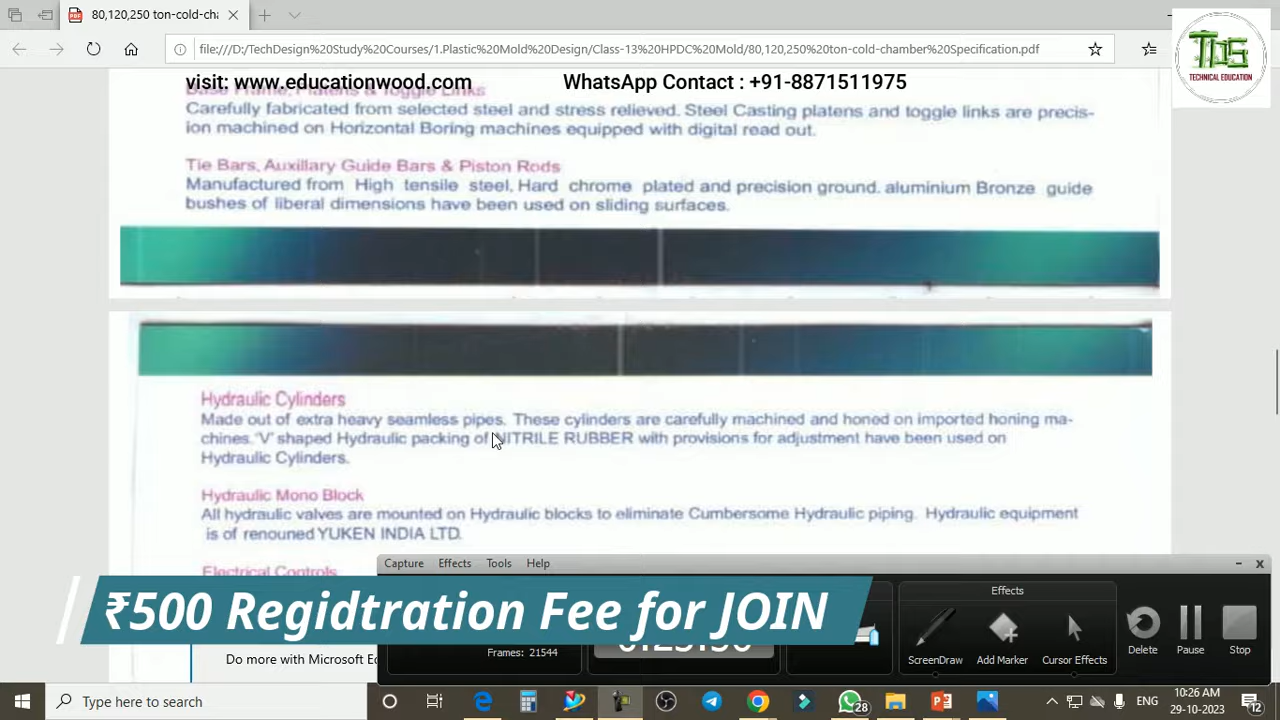 80,120,250 ton-cold-cha
file:///D:/TechDesign%20Study%20Courses/1.Plastic%20Mold%20Design/Class-13%20HPDC%20Mold/80,120,250%20ton-cold-chamber%20Specification.pdf
TDS
TECHNICAL EDUCATION
visit: www.educationwood.com
WhatsApp Contact : +91-8871511975
Base Frame, Platens & Toggle Links
Carefully fabricated from selected steel and stress relieved. Steel Casting platens and toggle links are precis-
ion machined on Horizontal Boring machines equipped with digital read out.
Tie Bars, Auxillary Guide Bars & Piston Rods
Manufactured from High tensile steel, Hard chrome plated and precision ground. aluminium Bronze guide
bushes of liberal dimensions have been used on sliding surfaces.
Hydraulic Cylinders
Made out of extra heavy seamless pipes. These cylinders are carefully machined and honed on imported honing ma-
chines. 'V' shaped Hydraulic packing of NITRILE RUBBER with provisions for adjustment have been used on
Hydraulic Cylinders.
Hydraulic Mono Block
All hydraulic valves are mounted on Hydraulic blocks to eliminate Cumbersome Hydraulic piping. Hydraulic equipment
is of renouned YUKEN INDIA LTD.
Electrical Controls
Capture Effects Tools Help
Effects
₹500 Regidtration Fee for JOIN
Frames: 21544
ScreenDraw Add Marker Cursor Effects
Delete Pause Stop
Do more with Microsoft Ed
Type here to search
28
ENG
10:26 AM
29-10-2023
12